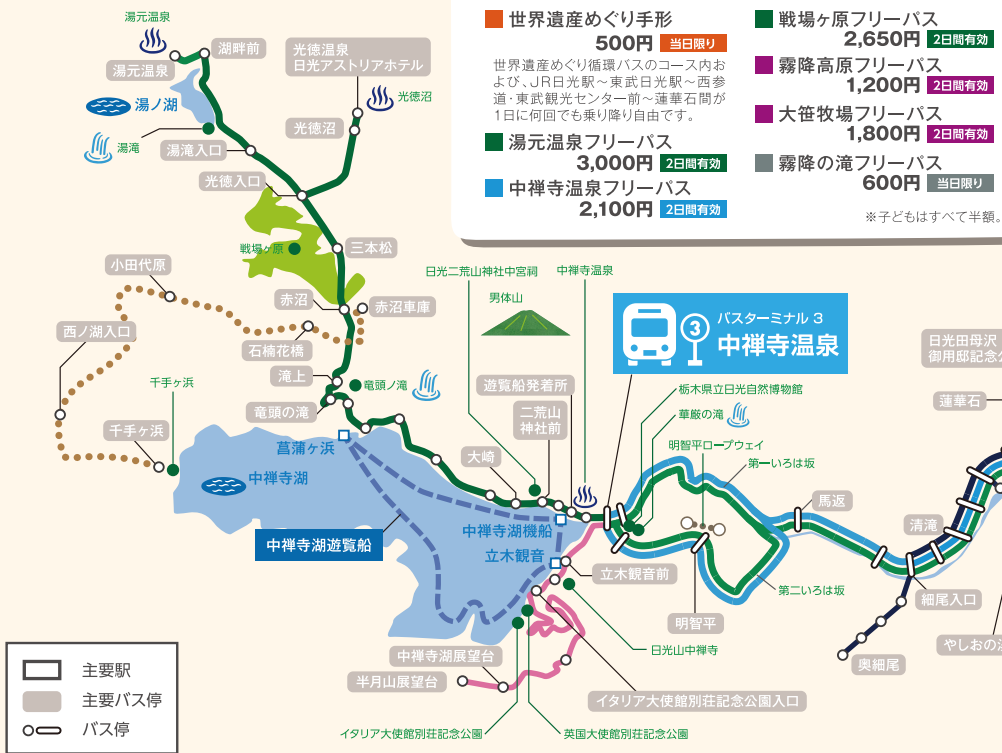 世界遺産めぐり手形
500円 当日限り
世界遺産めぐり循環バスのコース内お
よび、JR日光駅～東武日光駅～西参
道・東武観光センター前～蓮華石間が
1日に何回でも乗り降り自由です。
湯元温泉フリーパス
3,000円 2日間有効
中禅寺温泉フリーパス
2,100円 2日間有効
戦場ヶ原フリーパス
2,650円 2日間有効
霧降高原フリーパス
1,200円 2日間有効
大笹牧場フリーパス
1,800円 2日間有効
霧降の滝フリーパス
600円 当日限り
※子どもはすべて半額。
湯元温泉
湖畔前
湯元温泉
光徳温泉
日光アストリアホテル
湯ノ湖
光徳沼
光徳沼
湯滝
湯滝入口
光徳入口
戦場ヶ原
三本松
小田代原
赤沼
赤沼車庫
西ノ湖入口
石楠花橋
日光二荒山神社中宮祠
中禅寺温泉
男体山
バスターミナル 3
3
中禅寺温泉
日光田母沢
御用邸記念公
千手ヶ浜
滝上
竜頭ノ滝
遊覧船発着所
栃木県立日光自然博物館
蓮華石
竜頭の滝
二荒山
神社前
華厳の滝
千手ヶ浜
菖蒲ヶ浜
大崎
明智平ロープウェイ
第一いろは坂
中禅寺湖
馬返
中禅寺湖機船
清滝
中禅寺湖遊覧船
立木観音
立木観音前
第二いろは坂
細尾入口
明智平
日光山中禅寺
やしおの湯
奥細尾
中禅寺湖展望台
半月山展望台
イタリア大使館別荘記念公園入口
イタリア大使館別荘記念公園
英国大使館別荘記念公園
主要駅
主要バス停
バス停